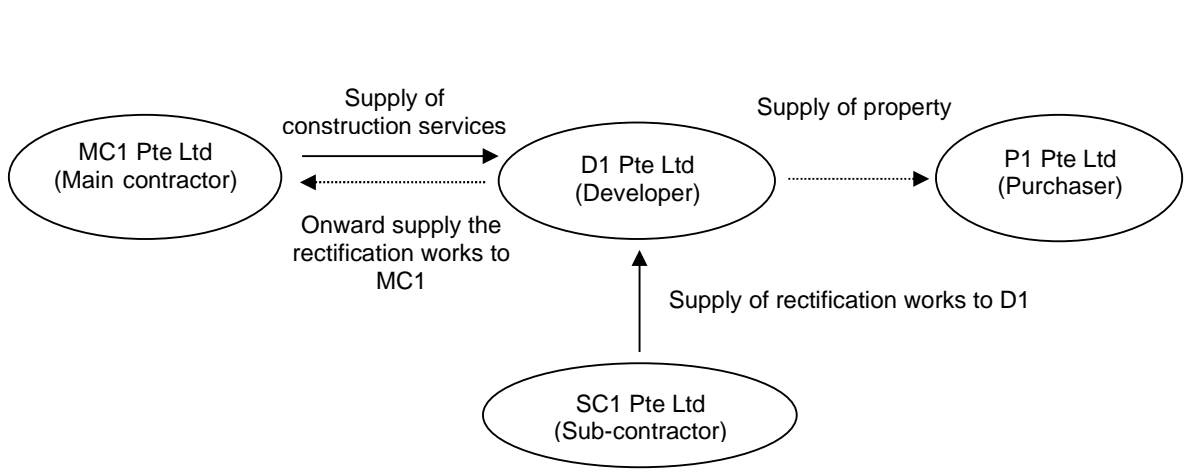 Supply of
construction services
Supply of property
MC1 Pte Ltd
(Main contractor)
D1 Pte Ltd
(Developer)
P1 Pte Ltd
(Purchaser)
Onward supply the
rectification works to
MC1
Supply of rectification works to D1
SC1 Pte Ltd
(Sub-contractor)